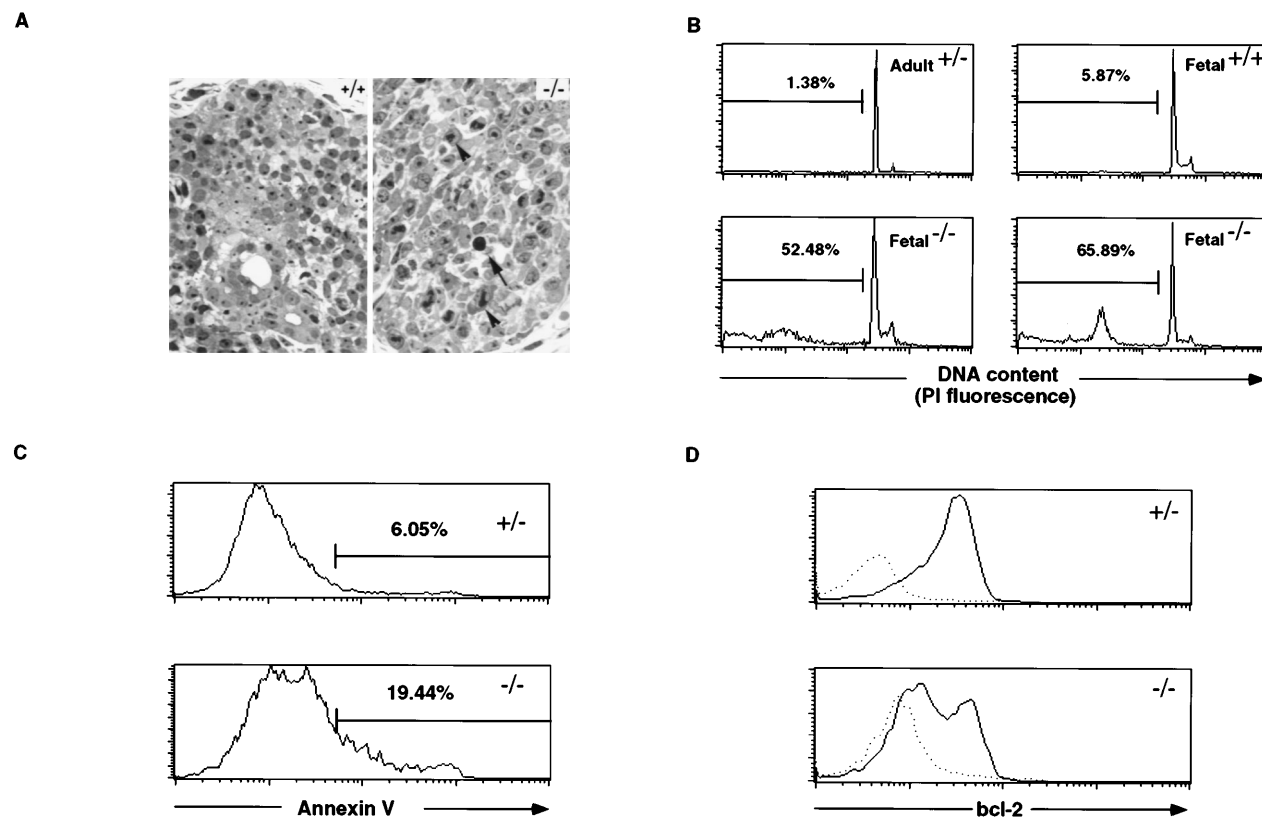 A
+/+
-/-
B
Adult +/-
1.38%
Fetal +/+
5.87%
Fetal -/-
52.48%
Fetal -/-
65.89%
DNA content
(PI fluorescence)
C
6.05%
+/-
19.44%
-/-
Annexin V
D
+/-
-/-
bcl-2